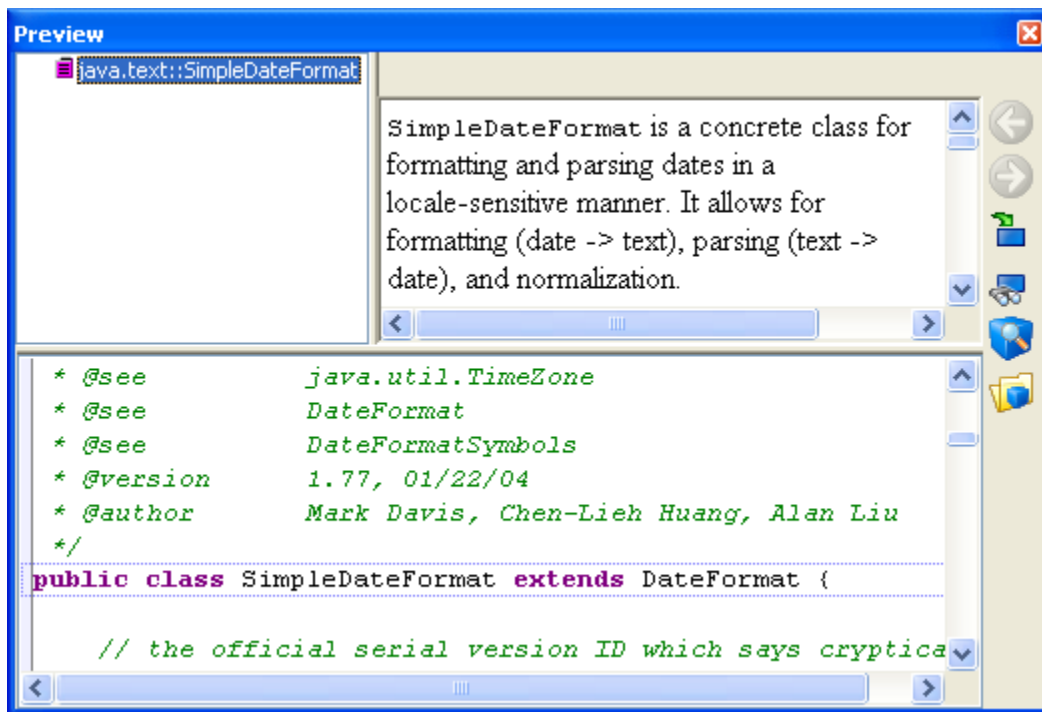 Preview
java.text::SimpleDateFormat
SimpleDateFormat is a concrete class for
formatting and parsing dates in a
locale-sensitive manner. It allows for
formatting (date -> text), parsing (text ->
date), and normalization.
* @see java.util.TimeZone
* @see DateFormat
* @see DateFormatSymbols
* @version 1.77, 01/22/04
* @author Mark Davis, Chen-Lieh Huang, Alan Liu
*/
public class SimpleDateFormat extends DateFormat {
// the official serial version ID which says cryptica